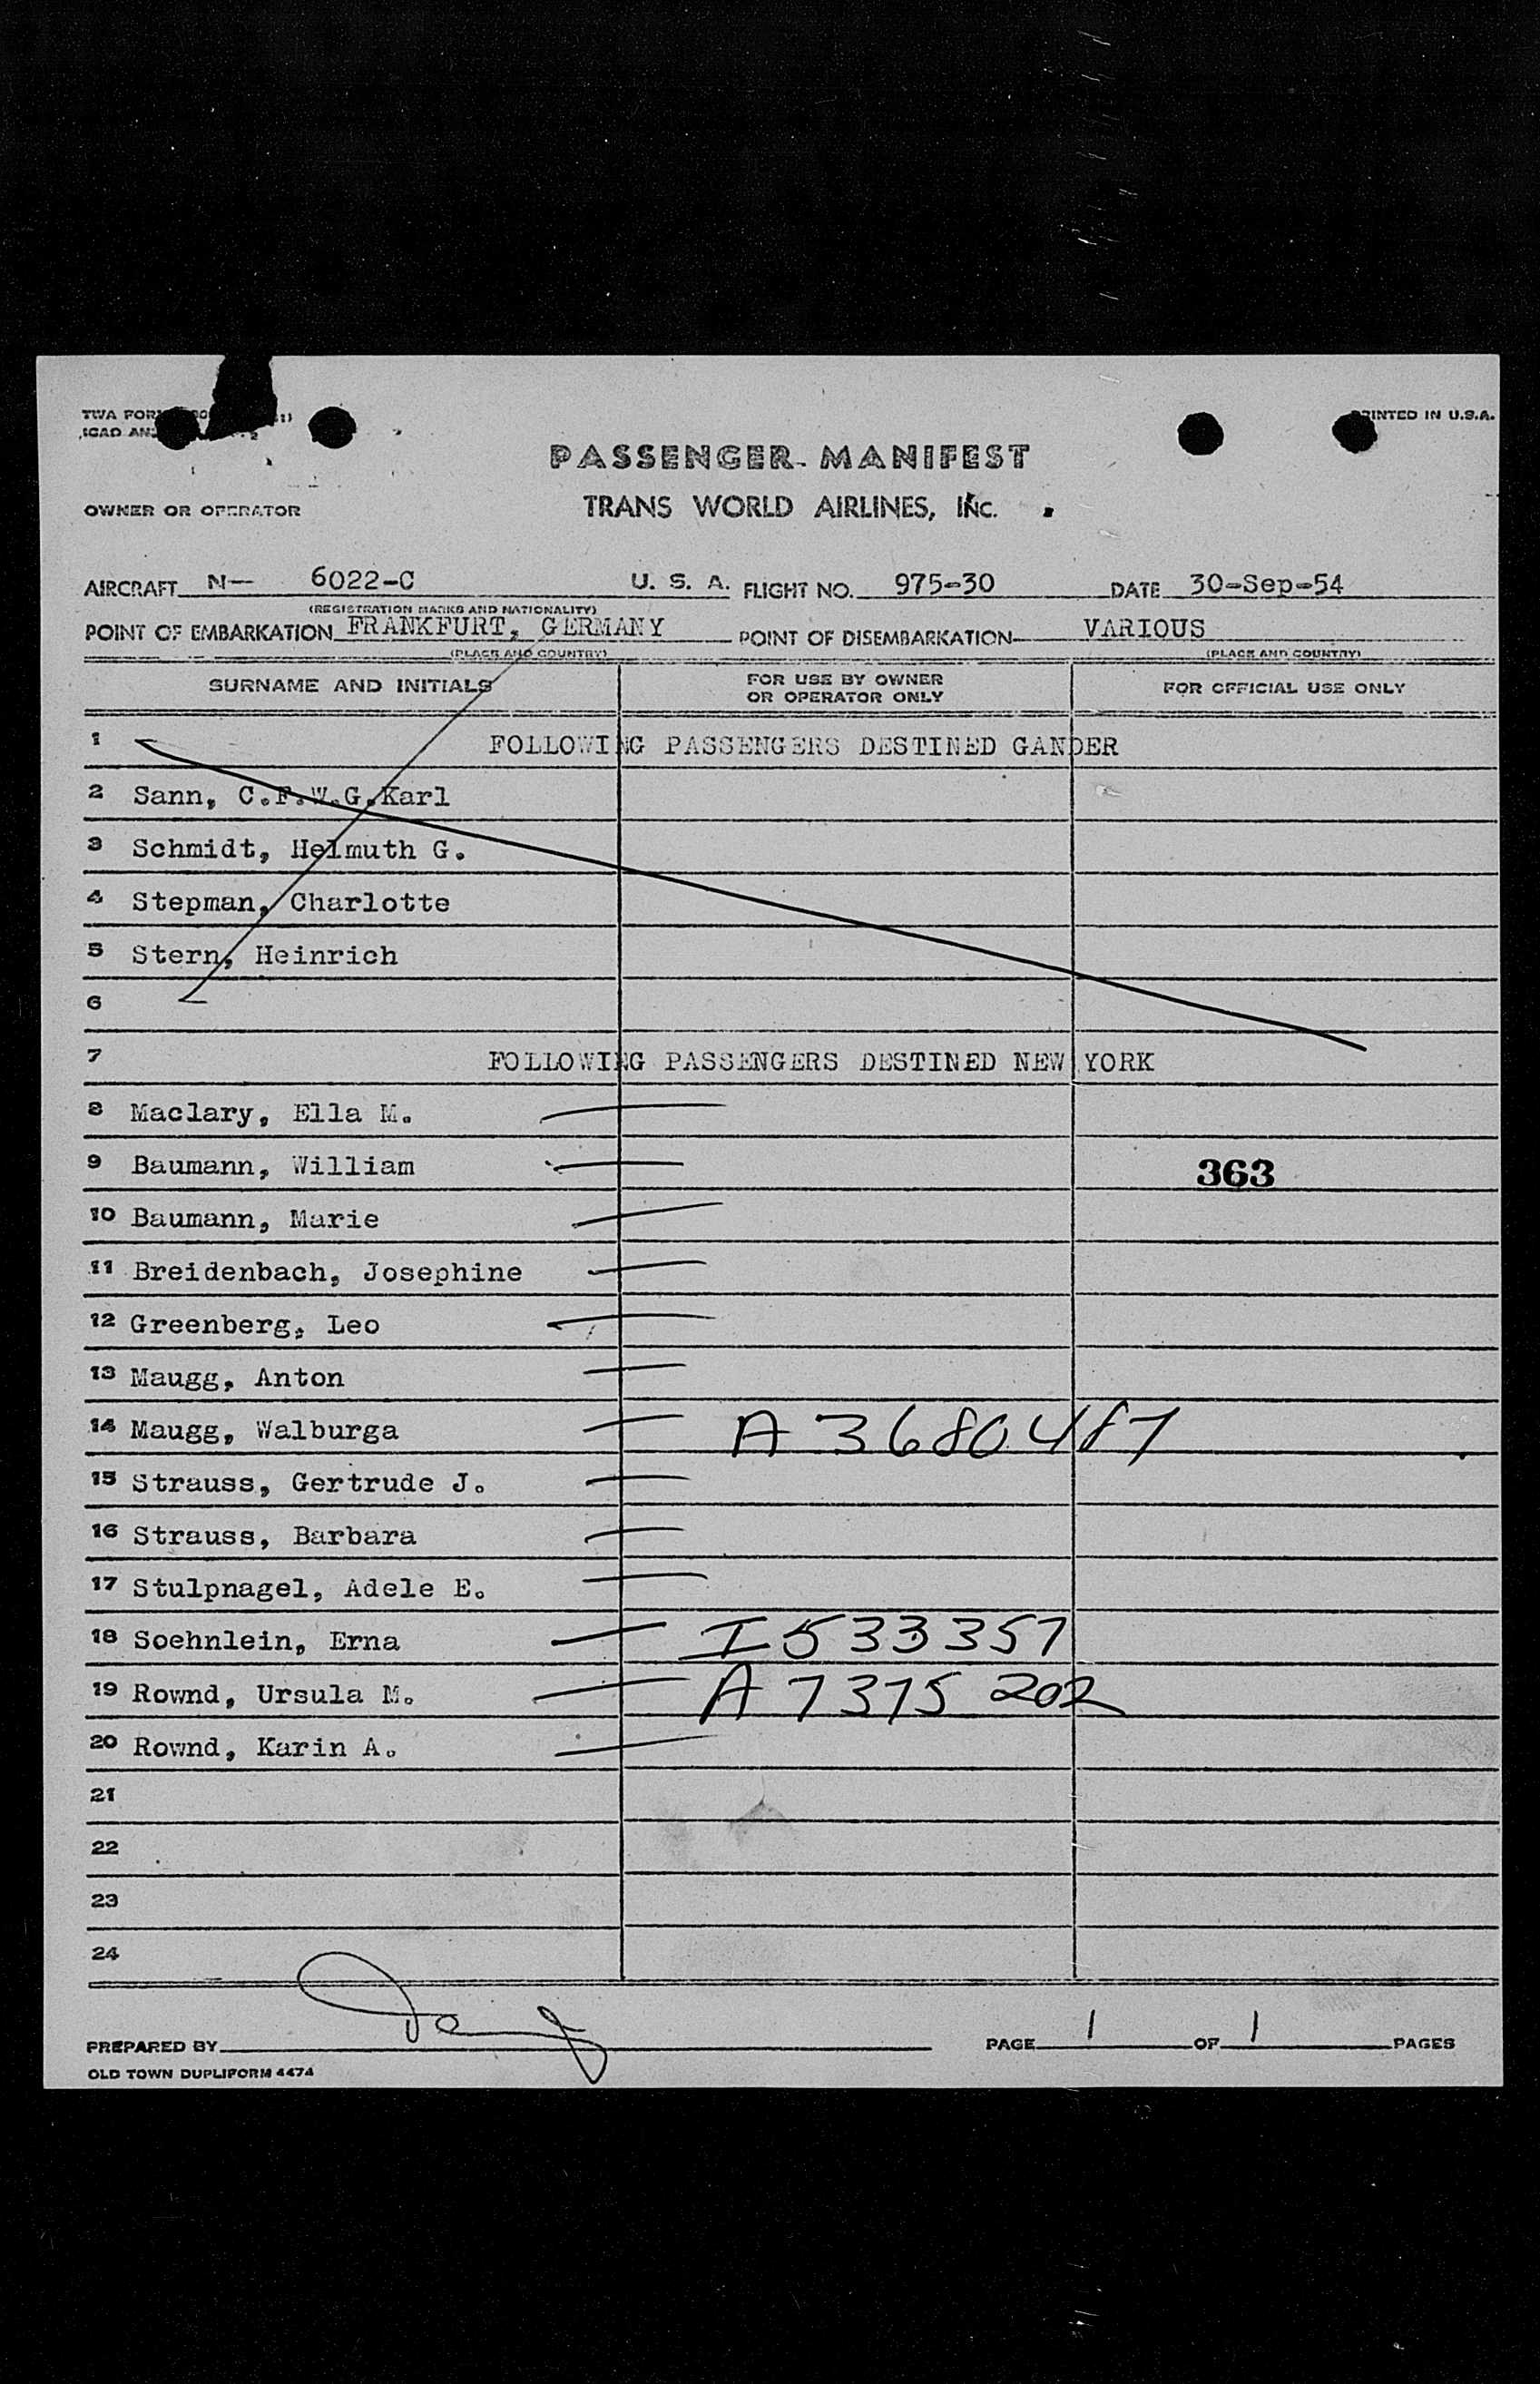 PRINTED IN U.S.A.
PASSENGER MANIFEST
OWNER OR OPERATOR TRANS WORLD AIRLINES, INC.
AIRCRAFT N— 6022-C U. S. A. FLIGHT NO. 975-30 DATE 30-Sep-54
(REGISTRATION MARKS AND NATIONALITY)
POINT OF EMBARKATION FRANKFURT, GERMANY POINT OF DISEMBARKATION VARIOUS
(PLACE AND COUNTRY) (PLACE AND COUNTRY)
SURNAME AND INITIALS FOR USE BY OWNER OR OPERATOR ONLY FOR OFFICIAL USE ONLY
1 FOLLOWING PASSENGERS DESTINED GANDER
2 Sann, C.F.W.G.Karl
3 Schmidt, Helmuth G.
4 Stepman, Charlotte
5 Stern, Heinrich
6
7 FOLLOWING PASSENGERS DESTINED NEW YORK
8 Maclary, Ella M.
9 Baumann, William 363
10 Baumann, Marie
11 Breidenbach, Josephine
12 Greenberg, Leo
13 Maugg, Anton
14 Maugg, Walburga A 3680487
15 Strauss, Gertrude J.
16 Strauss, Barbara
17 Stulpnagel, Adele E.
18 Soehnlein, Erna I 533357
19 Rownd, Ursula M. A 7375 202
20 Rownd, Karin A.
21
22
23
24
PREPARED BY PAGE 1 OF 1 PAGES
OLD TOWN DUPLIFORM 4474